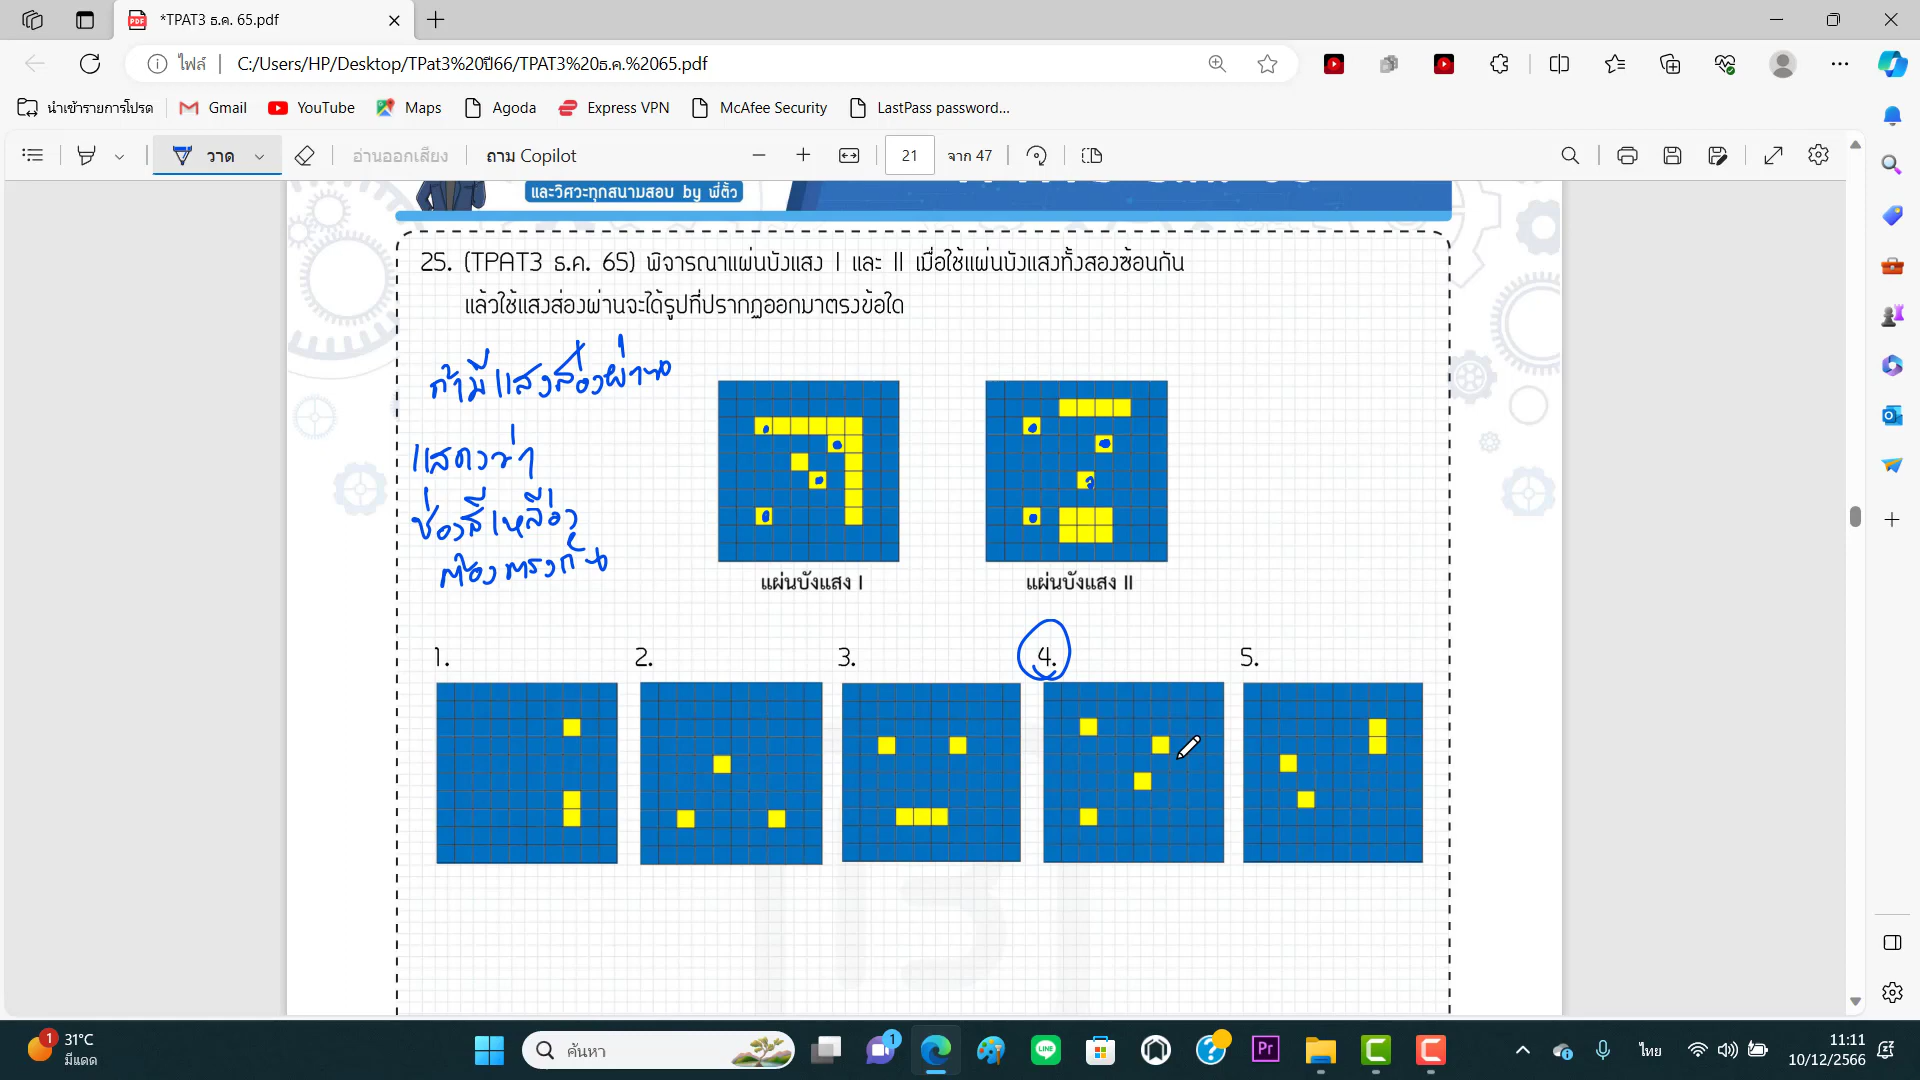 *TPAT3 ธ.ค. 65.pdf
ไฟล์
C:/Users/HP/Desktop/TPat3%20ปี66/TPAT3%20ธ.ค.%2065.pdf
นำเข้ารายการโปรด
Gmail
YouTube
Maps
Agoda
Express VPN
McAfee Security
LastPass password...
วาด
อ่านออกเสียง
ถาม Copilot
21
จาก 47
และวิศวะทุกสนามสอบ by พี่ติ้ว
25. (TPAT3 ธ.ค. 65) พิจารณาแผ่นบังแสง I และ II เมื่อใช้แผ่นบังแสงทั้งสองซ้อนกัน
แล้วใช้แสงส่องผ่านจะได้รูปที่ปรากฏออกมาตรงข้อใด
ถ้ามีแสงส่องผ่าน
แสดงว่า
ช่องสีเหลือง
ต้องตรงกัน
แผ่นบังแสง I
แผ่นบังแสง II
1.
2.
3.
4.
5.
1
31°C
มีแดด
ค้นหา
1
LINE
Pr
ไทย
11:11
10/12/2566